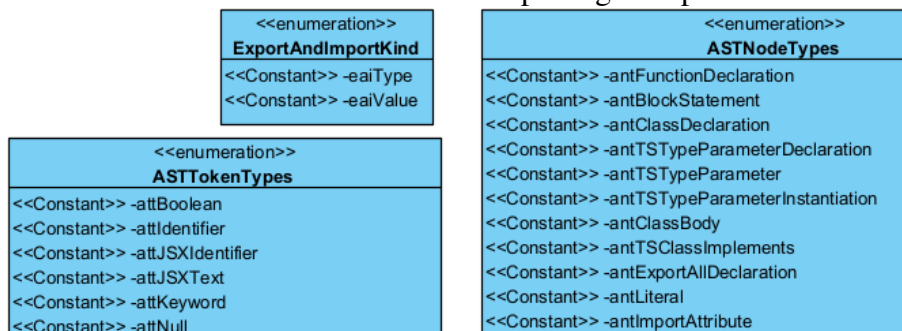 <<enumeration>>
ExportAndImportKind
<<Constant>> -eaiType
<<Constant>> -eaiValue
<<enumeration>>
ASTTokenTypes
<<Constant>> -attBoolean
<<Constant>> -attIdentifier
<<Constant>> -attJSXIdentifier
<<Constant>> -attJSXText
<<Constant>> -attKeyword
<<Constant>> -attNull
<<enumeration>>
ASTNodeTypes
<<Constant>> -antFunctionDeclaration
<<Constant>> -antBlockStatement
<<Constant>> -antClassDeclaration
<<Constant>> -antTSTypeParameterDeclaration
<<Constant>> -antTSTypeParameter
<<Constant>> -antTSTypeParameterInstantiation
<<Constant>> -antClassBody
<<Constant>> -antTSClassImplements
<<Constant>> -antExportAllDeclaration
<<Constant>> -antLiteral
<<Constant>> -antImportAttribute